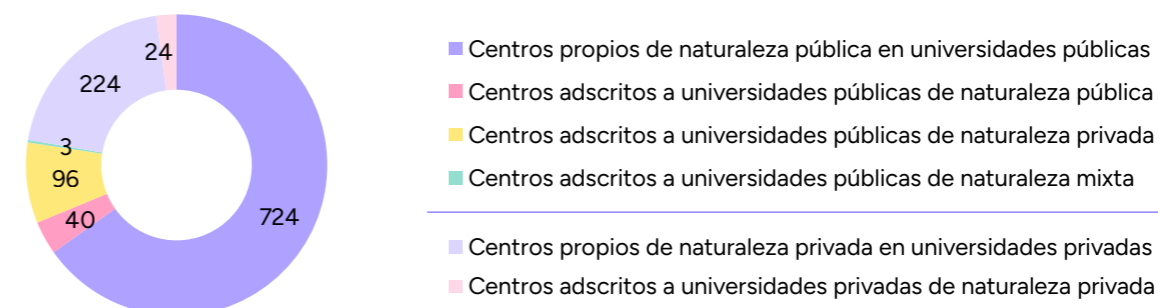 24
224
3
96
40
724
Centros propios de naturaleza pública en universidades públicas
Centros adscritos a universidades públicas de naturaleza pública
Centros adscritos a universidades públicas de naturaleza privada
Centros adscritos a universidades públicas de naturaleza mixta
Centros propios de naturaleza privada en universidades privadas
Centros adscritos a universidades privadas de naturaleza privada